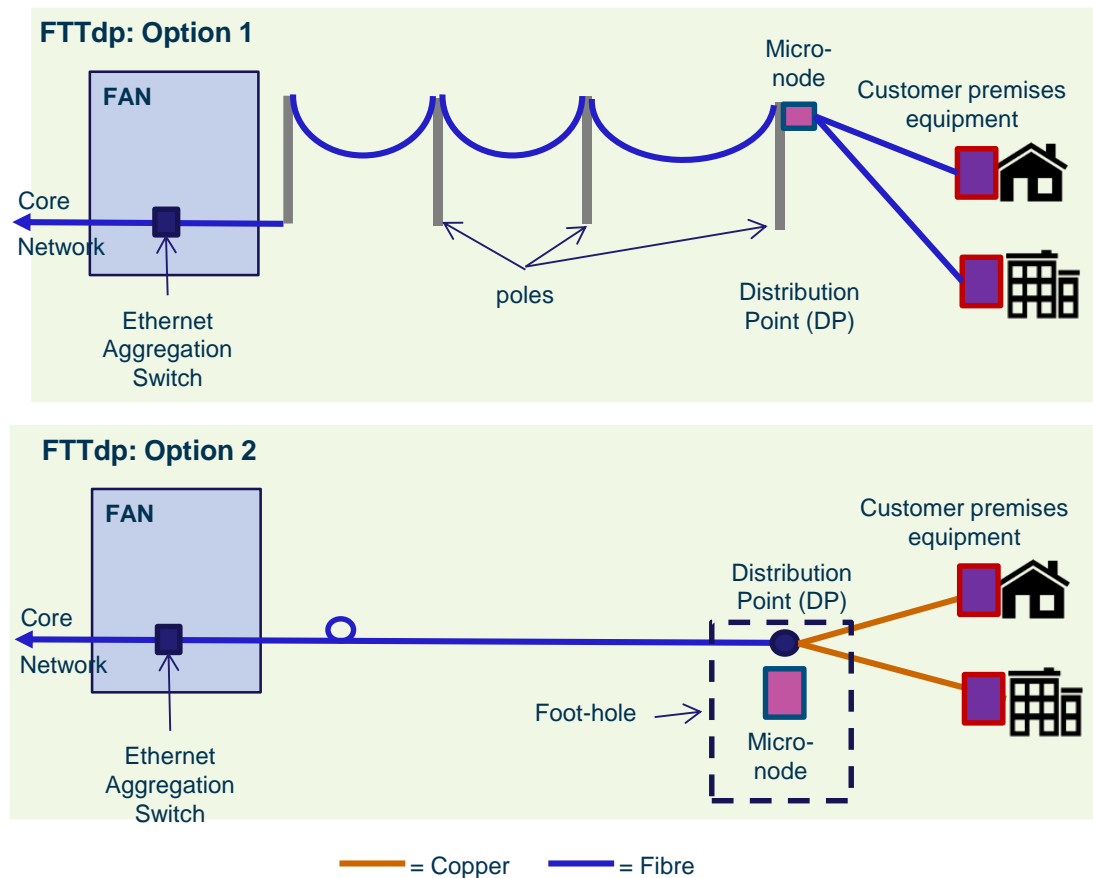 FTTdp: Option 1
FAN
Micro-
node
Customer premises
equipment
Core
Network
poles
Distribution
Point (DP)
Ethernet
Aggregation
Switch
FTTdp: Option 2
FAN
Customer premises
equipment
Distribution
Point (DP)
Core
Network
Foot-hole
Micro-
node
Ethernet
Aggregation
Switch
= Copper
= Fibre